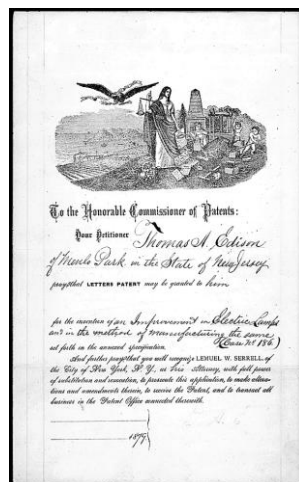 To the Honorable Commissioner of Patents:
Your Petitioner Thomas A. Edison
of Menlo Park in the State of New Jersey
prays that LETTERS PATENT may be granted to him
for the invention of an Improvement in Electric Lamps
and in the method of manufacturing the same
(Case No 186.)
set forth in the annexed specification.
And further prays that you will recognize LEMUEL W. SERRELL, of
the City of New York, N. Y., as his Attorney, with full power
of substitution and revocation, to prosecute this application, to make altera-
tions and amendments therein, to receive the Patent, and to transact all
business in the Patent Office connected therewith.
1879